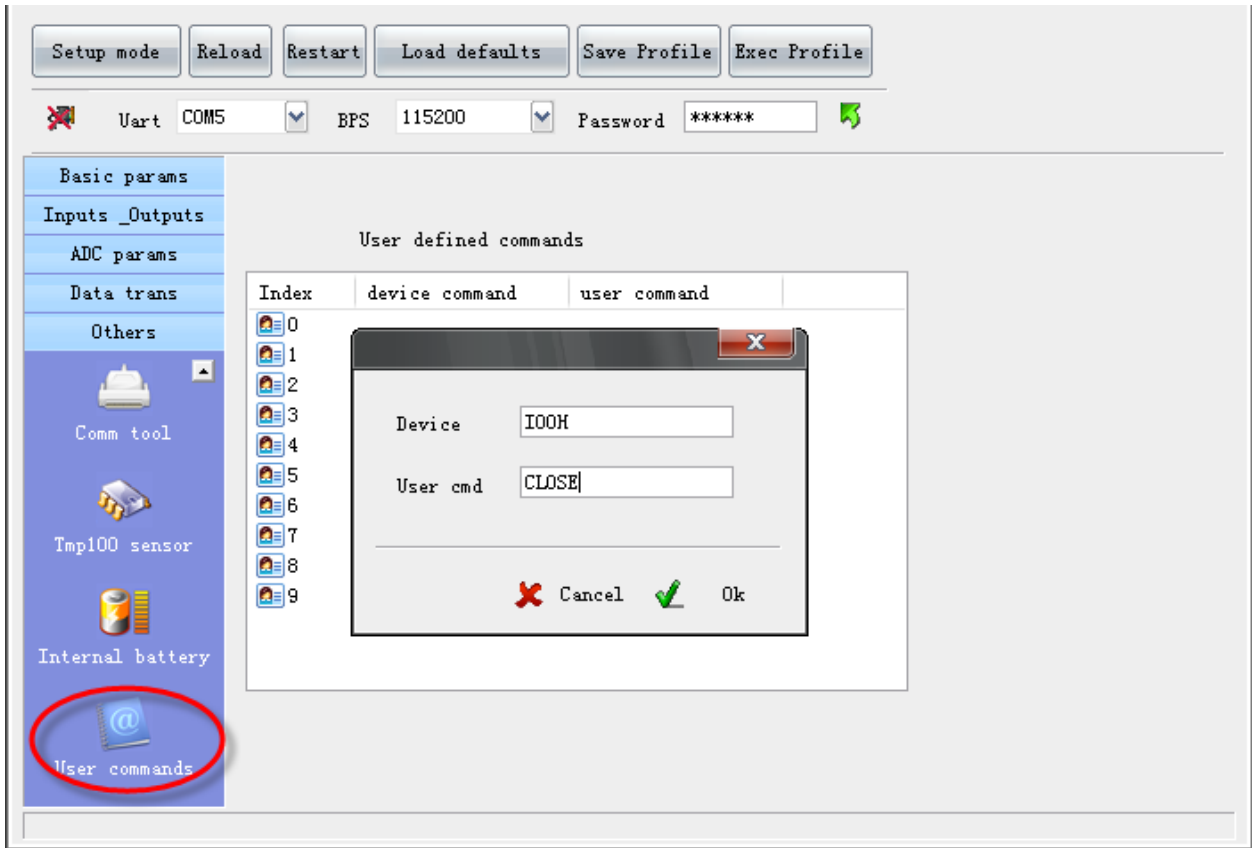 Setup mode Reload Restart Load defaults Save Profile Exec Profile
Uart COM5 BPS 115200 Password ******
Basic params
Inputs _Outputs
ADC params
Data trans
Others
Comm tool
Tmp100 sensor
Internal battery
@
User commands
User defined commands
Index device command user command
0
1
2
3
4
5
6
7
8
9
Device IOOH
User cmd CLOSE
Cancel Ok